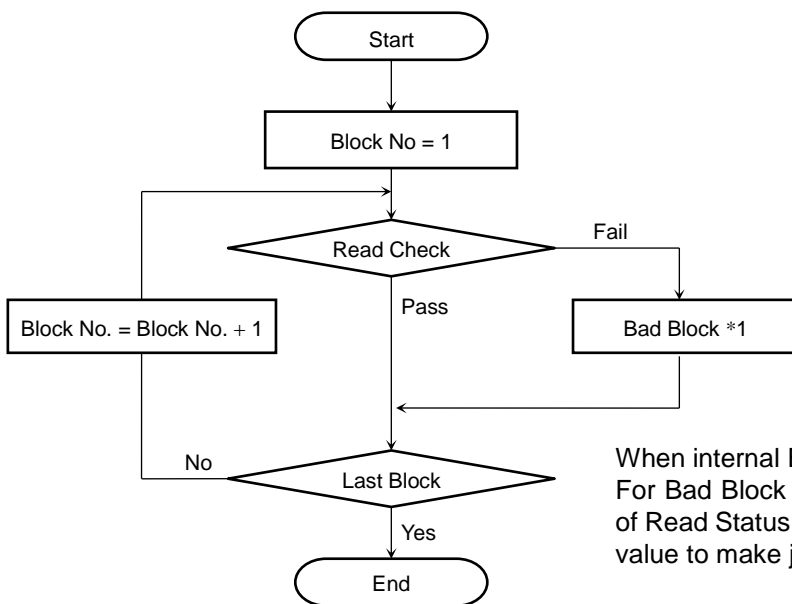 Start
Block No = 1
Read Check
Fail
Pass
Block No. = Block No. + 1
Bad Block *1
No
Last Block
Yes
End
When internal
For Bad Block
of Read Status
value to make